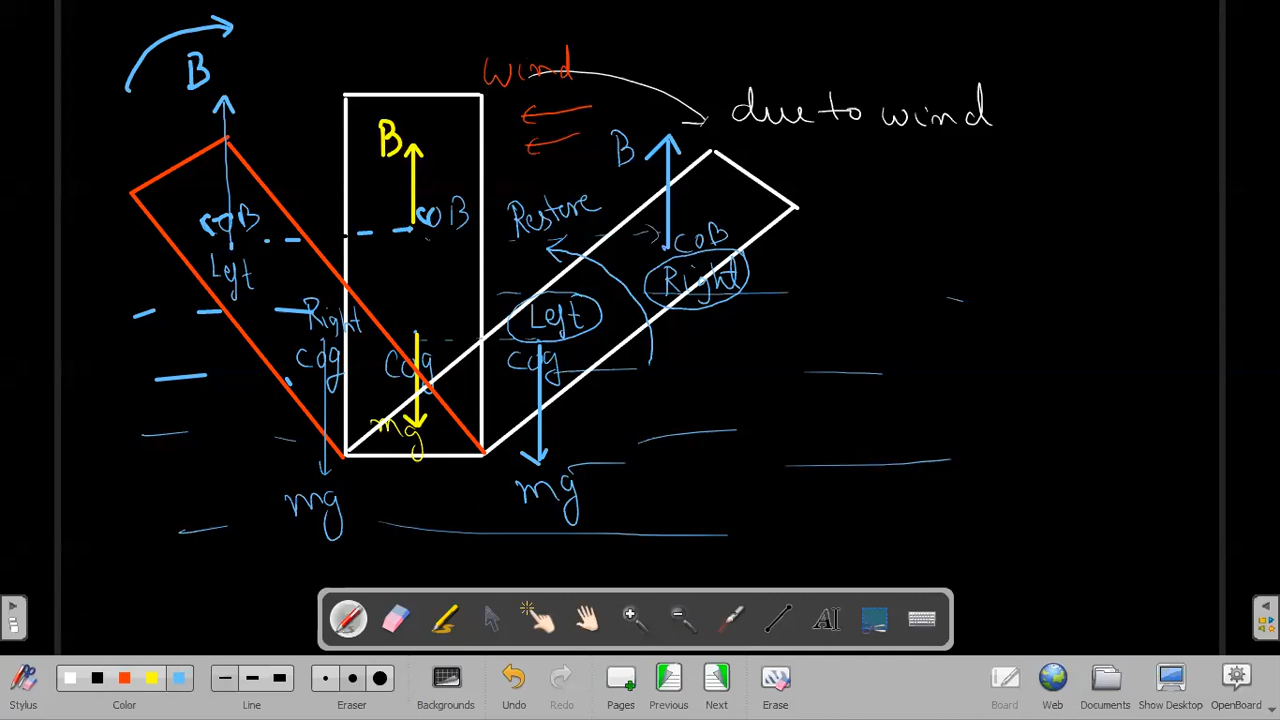 wind
due to wind
B
B
B
COB
COB
COB
Restore
Left
Right
Right
Left
COg
COg
COg
mg
mg
mg
Stylus
Color
Line
Eraser
Backgrounds
Undo
Redo
Pages
Previous
Next
Erase
Board
Web
Documents
Show Desktop
OpenBoard
AI